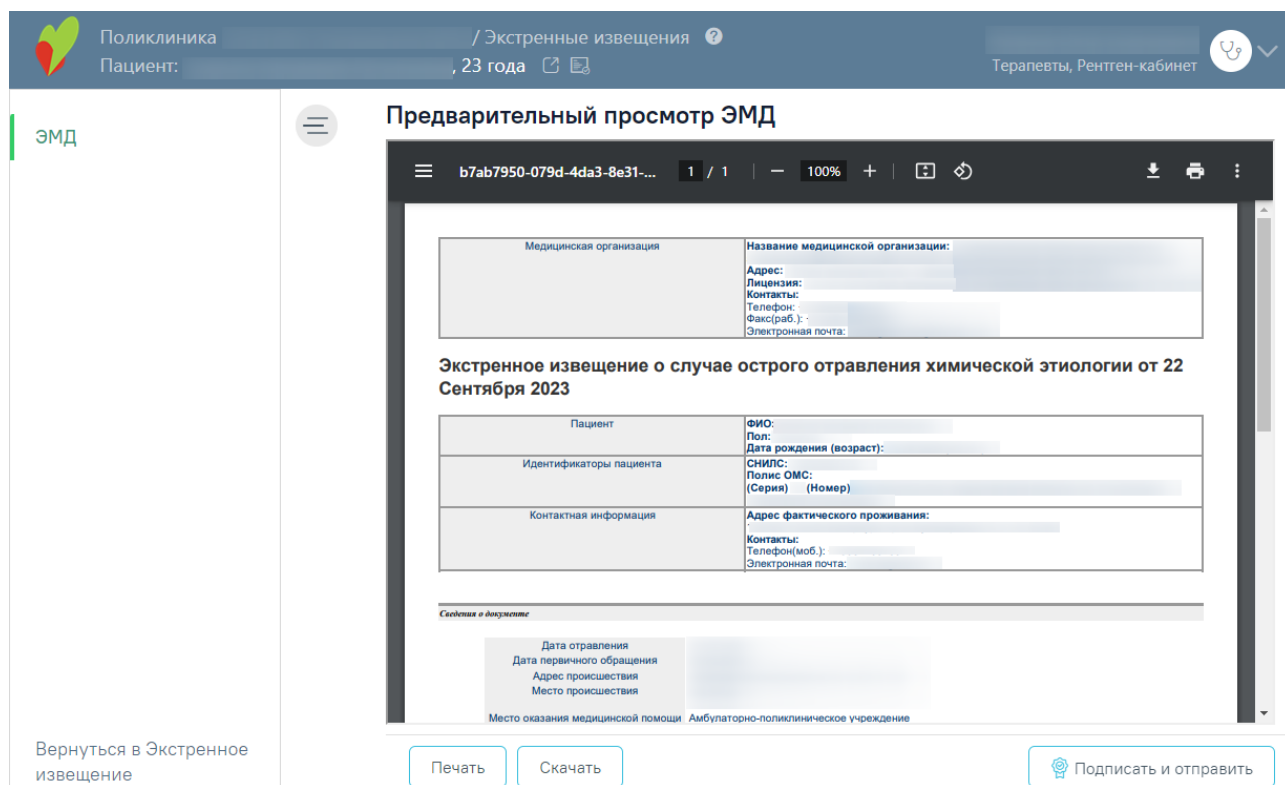 Поликлиника / Экстренные извещения ?
Пациент: , 23 года
Терапевты, Рентген-кабинет
ЭМД
Предварительный просмотр ЭМД
b7ab7950-079d-4da3-8e31-... 1 / 1 100%
Медицинская организация
Название медицинской организации:
Адрес:
Лицензия:
Контакты:
Телефон:
Факс(раб.):
Электронная почта:
Экстренное извещение о случае острого отравления химической этиологии от 22
Сентября 2023
Пациент
ФИО:
Пол:
Дата рождения (возраст):
Идентификаторы пациента
СНИЛС:
Полис ОМС:
(Серия) (Номер)
Контактная информация
Адрес фактического проживания:
Контакты:
Телефон(моб.):
Электронная почта:
Сведения о документе
Дата отравления
Дата первичного обращения
Адрес происшествия
Место происшествия
Место оказания медицинской помощи Амбулаторно-поликлиническое учреждение
Вернуться в Экстренное
извещение
Печать
Скачать
Подписать и отправить